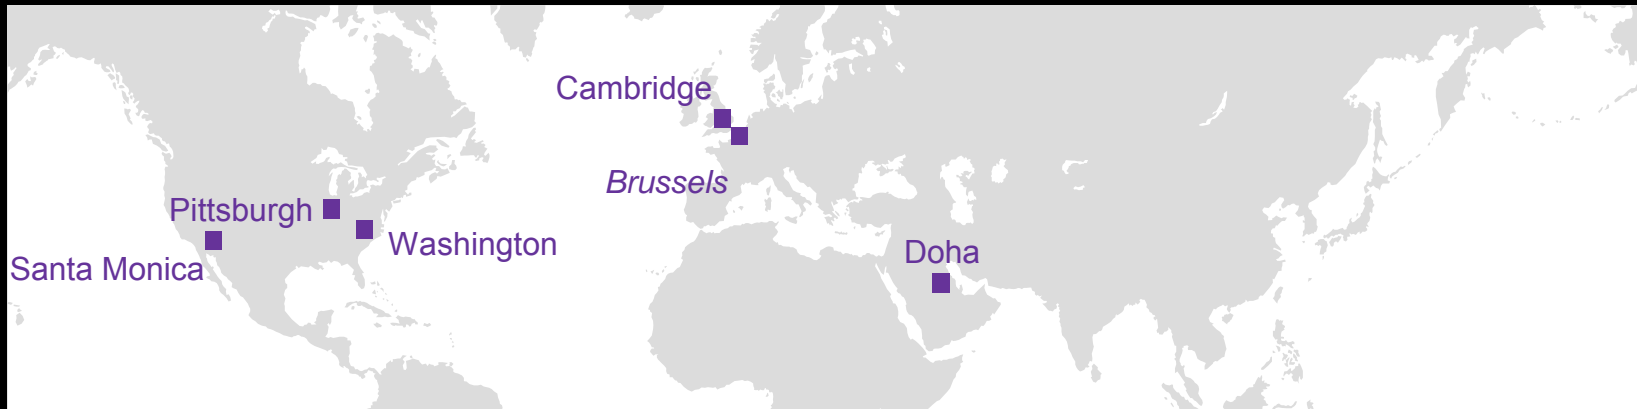 Cambridge
Brussels
Pittsburgh
Washington
Santa Monica
Doha